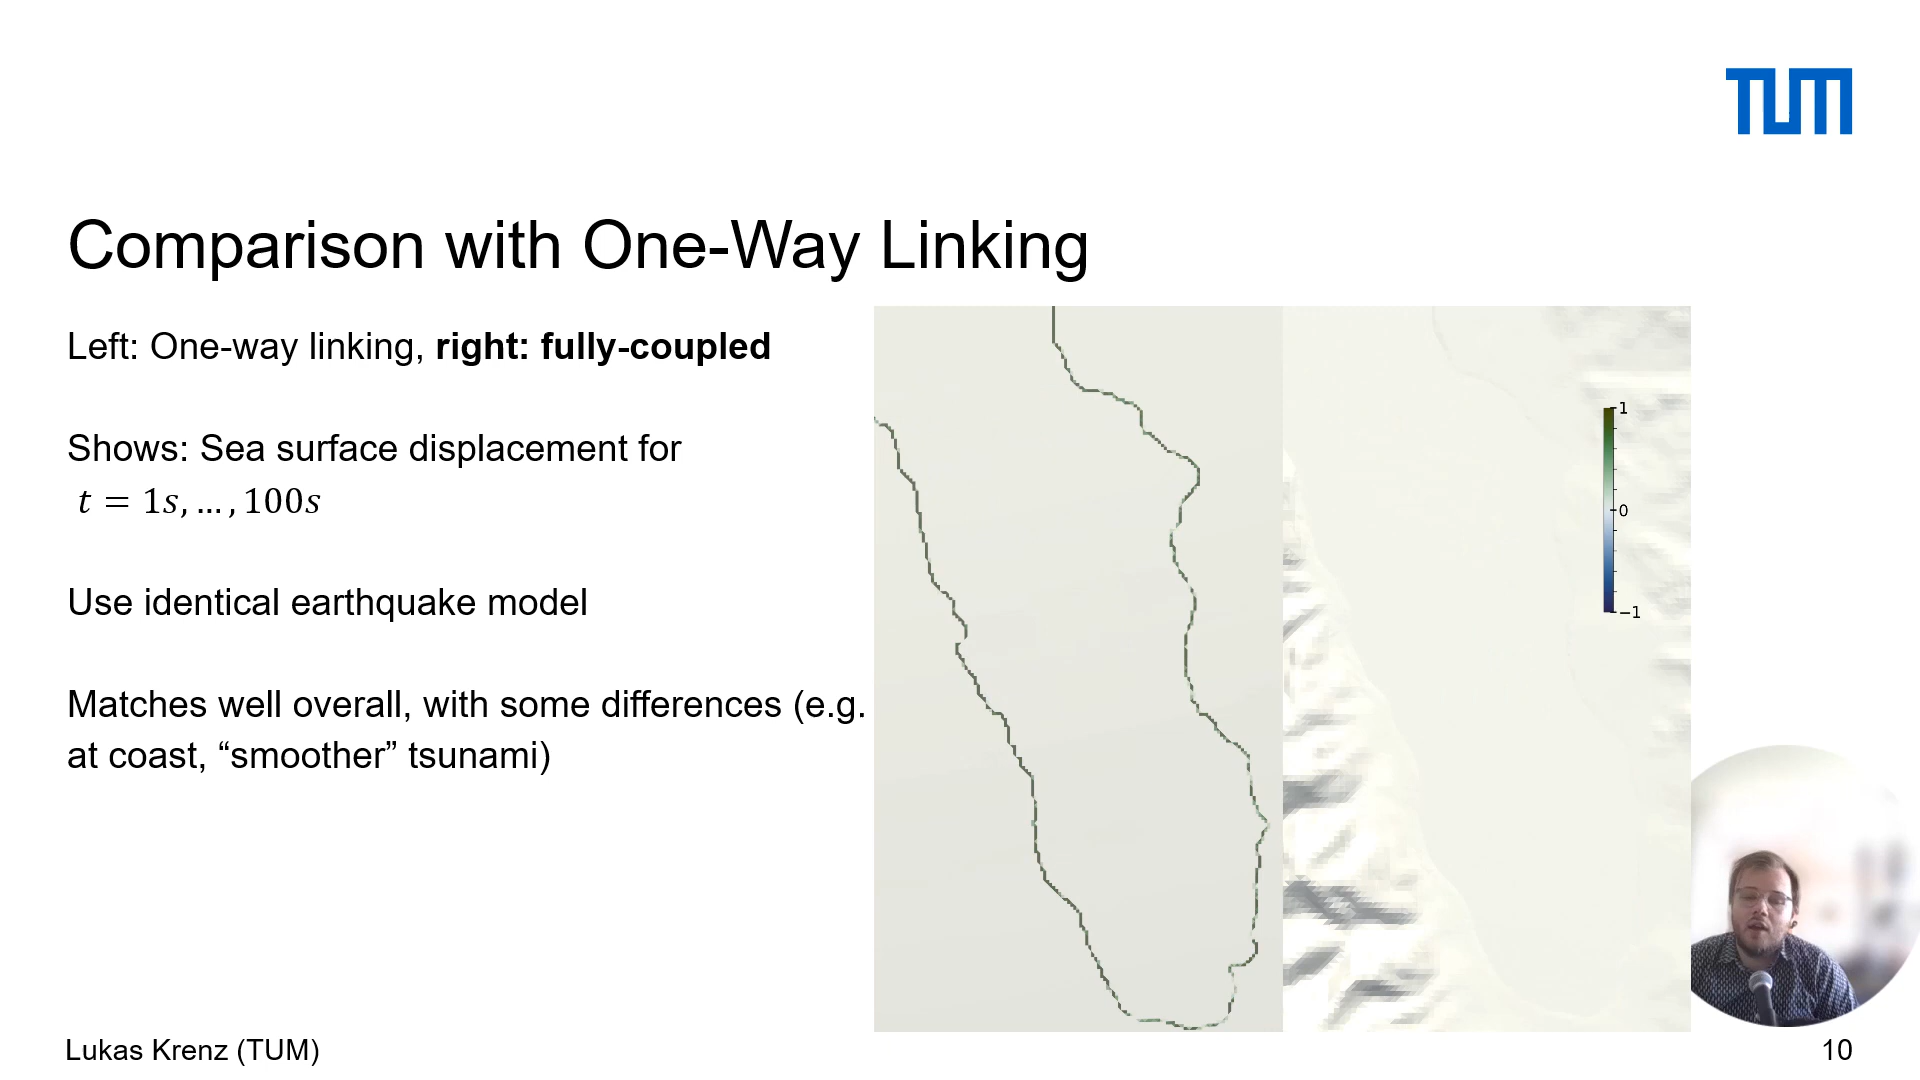 TUM
Comparison with One-Way Linking
Left: One-way linking, right: fully-coupled
Shows: Sea surface displacement for
t = 1s, ... , 100s
Use identical earthquake model
Matches well overall, with some differences (e.g.
at coast, “smoother” tsunami)
1
0
−1
Lukas Krenz (TUM)
10